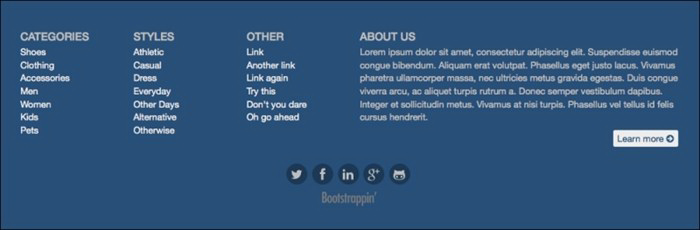 CATEGORIES
Shoes
Clothing
Accessories
Men
Women
Kids
Pets
STYLES
Athletic
Casual
Dress
Everyday
Other Days
Alternative
Otherwise
OTHER
Link
Another link
Link again
Try this
Don't you dare
Oh go ahead
ABOUT US
Lorem ipsum dolor sit amet, consectetur adipiscing elit. Suspendisse euismod
congue bibendum. Aliquam erat volutpat. Phasellus eget justo lacus. Vivamus
pharetra ullamcorper massa, nec ultricies metus gravida egestas. Duis congue
viverra arcu, ac aliquet turpis rutrum a. Donec semper vestibulum dapibus.
Integer et sollicitudin metus. Vivamus at nisi turpis. Phasellus vel tellus id felis
cursus hendrerit.
Learn more
Bootstrappin'